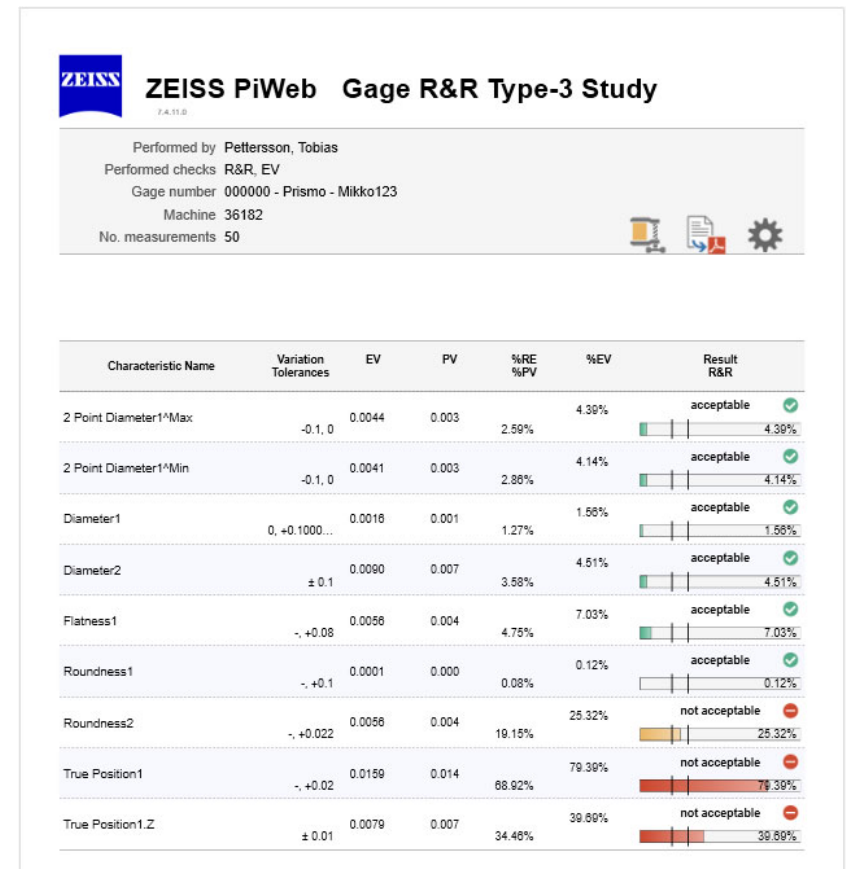 ZEISS
ZEISS PiWeb Gage R&R Type-3 Study
7.4.11.0
Performed by Pettersson, Tobias
Performed checks R&R, EV
Gage number 000000 - Prismo - Mikko123
Machine 36182
No. measurements 50
Characteristic Name Variation Tolerances EV PV %RE %PV %EV Result R&R
2 Point Diameter1^Max -0.1, 0 0.0044 0.003 2.59% 4.39% acceptable 4.39%
2 Point Diameter1^Min -0.1, 0 0.0041 0.003 2.86% 4.14% acceptable 4.14%
Diameter1 0, +0.1000... 0.0016 0.001 1.27% 1.56% acceptable 1.56%
Diameter2 ± 0.1 0.0090 0.007 3.58% 4.51% acceptable 4.51%
Flatness1 -, +0.08 0.0056 0.004 4.75% 7.03% acceptable 7.03%
Roundness1 -, +0.1 0.0001 0.000 0.08% 0.12% acceptable 0.12%
Roundness2 -, +0.022 0.0056 0.004 19.15% 25.32% not acceptable 25.32%
True Position1 -, +0.02 0.0159 0.014 68.92% 79.39% not acceptable 79.39%
True Position1.Z ± 0.01 0.0079 0.007 34.46% 39.69% not acceptable 39.69%